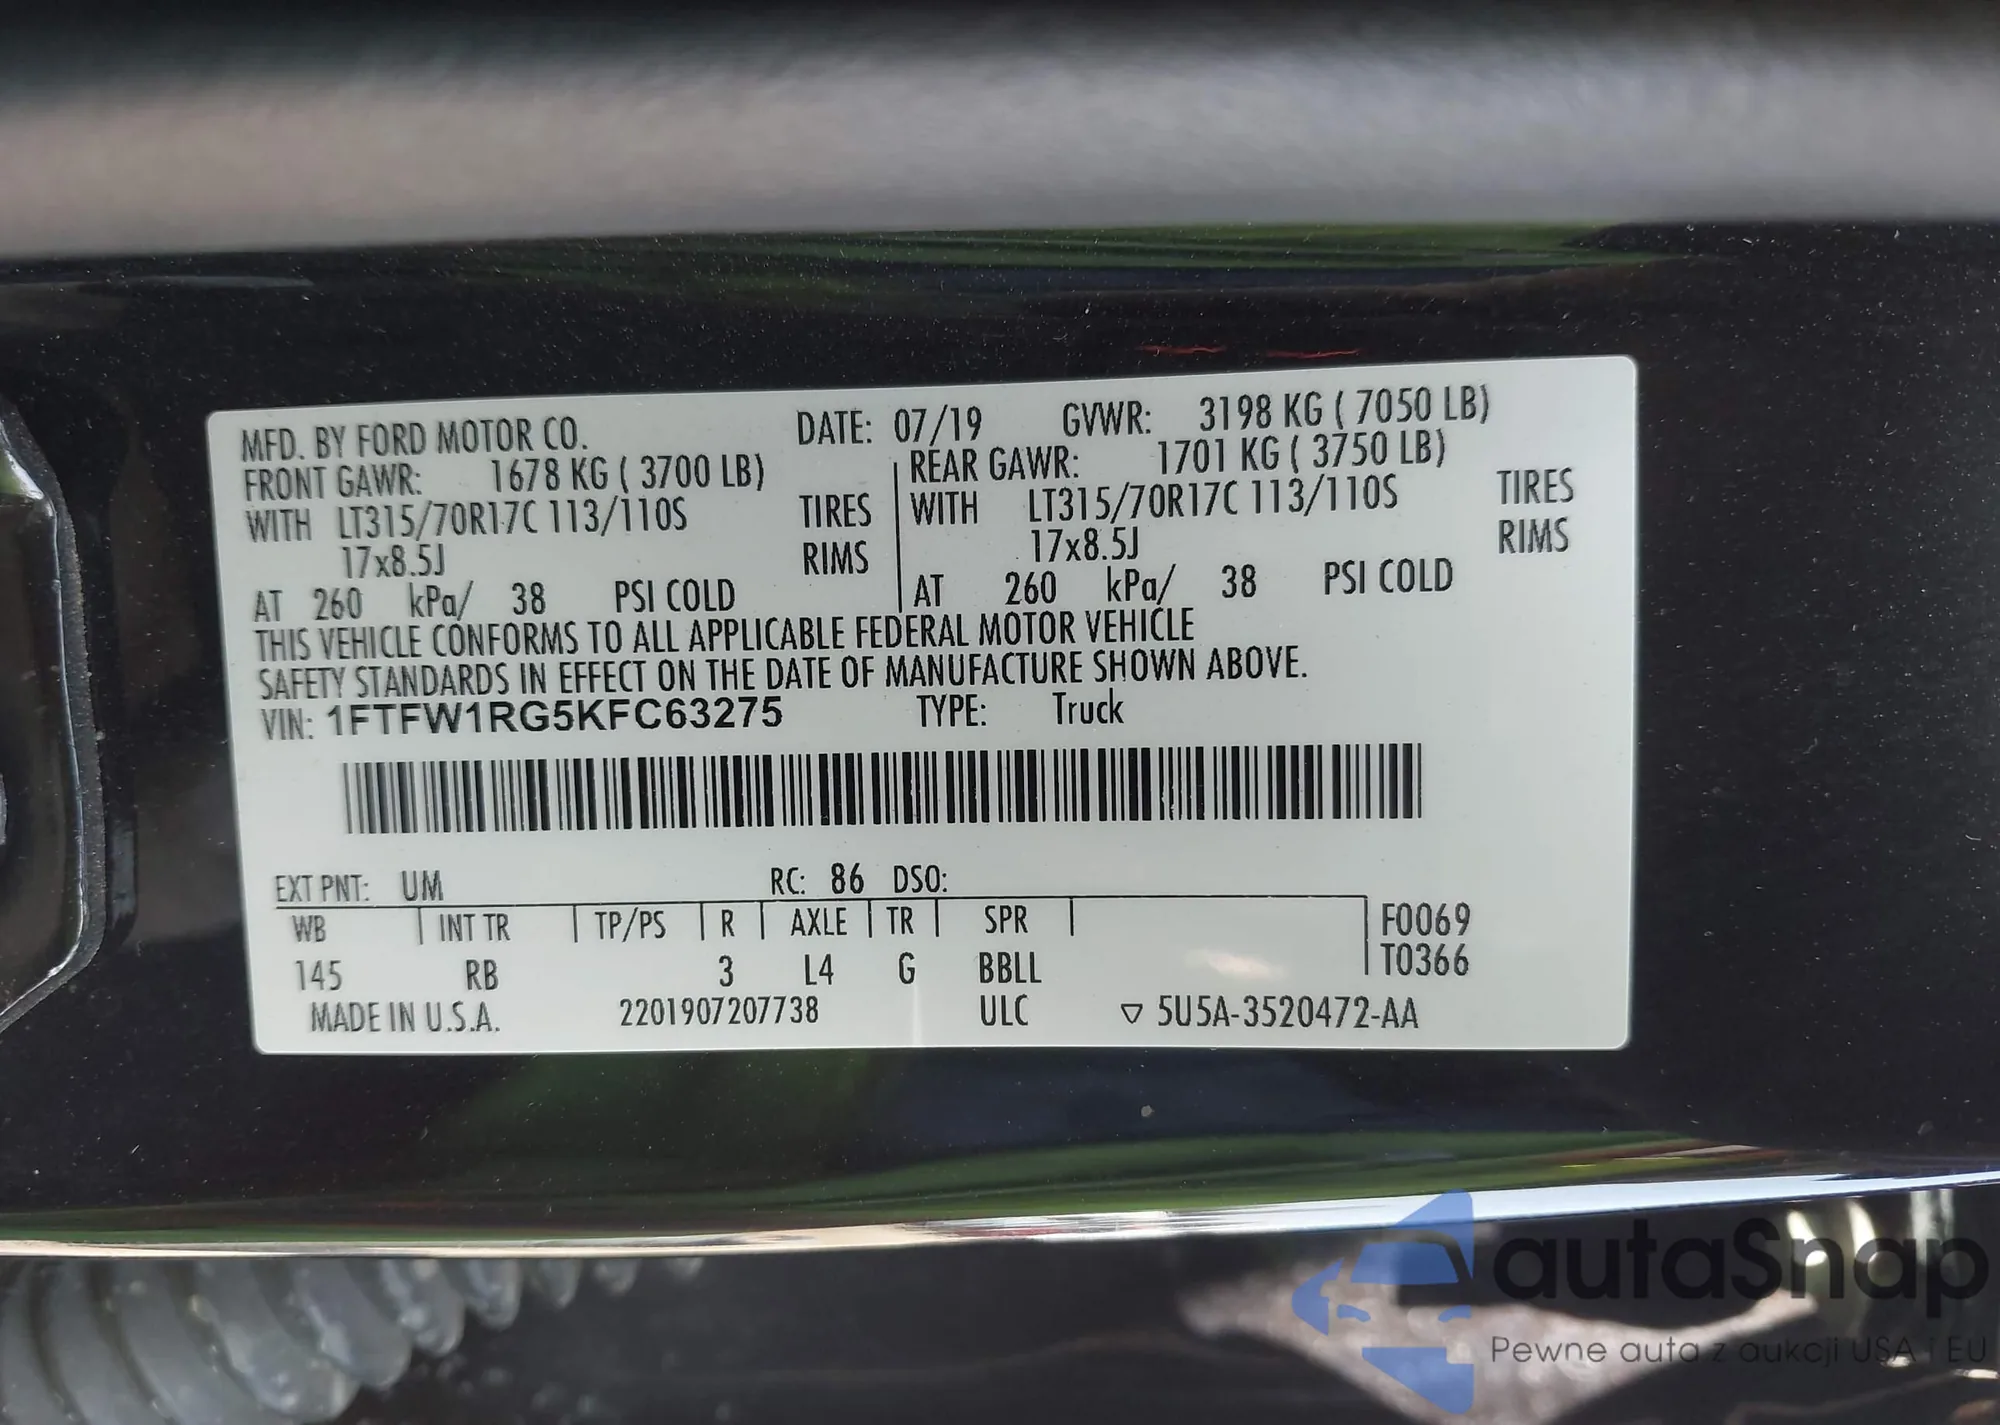 MFD. BY FORD MOTOR CO. DATE: 07/19 GVWR: 3198 KG ( 7050 LB)
FRONT GAWR: 1678 KG ( 3700 LB) REAR GAWR: 1701 KG ( 3750 LB)
WITH LT315/70R17C 113/110S TIRES WITH LT315/70R17C 113/110S TIRES
17x8.5J RIMS 17x8.5J RIMS
AT 260 kPa/ 38 PSI COLD AT 260 kPa/ 38 PSI COLD
THIS VEHICLE CONFORMS TO ALL APPLICABLE FEDERAL MOTOR VEHICLE
SAFETY STANDARDS IN EFFECT ON THE DATE OF MANUFACTURE SHOWN ABOVE.
VIN: 1FTFW1RG5KFC63275 TYPE: Truck
EXT PNT: UM RC: 86 DSO:
WB INT TR TP/PS R AXLE TR SPR F0069
145 RB 3 L4 G BBLL T0366
MADE IN U.S.A. 2201907207738 ULC ▽ 5U5A-3520472-AA
autaSnap
Pewne auta z aukcji USA i EU